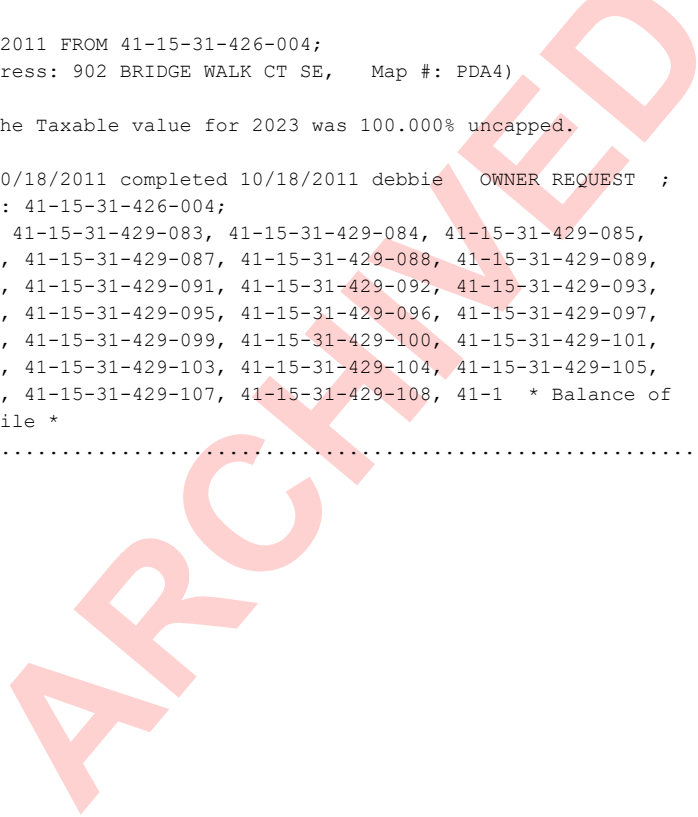 2011 FROM 41-15-31-426-004;
ress: 902 BRIDGE WALK CT SE, Map #: PDA4)
he Taxable value for 2023 was 100.000% uncapped.
0/18/2011 completed 10/18/2011 debbie OWNER REQUEST ;
: 41-15-31-426-004;
41-15-31-429-083, 41-15-31-429-084, 41-15-31-429-085,
, 41-15-31-429-087, 41-15-31-429-088, 41-15-31-429-089,
, 41-15-31-429-091, 41-15-31-429-092, 41-15-31-429-093,
, 41-15-31-429-095, 41-15-31-429-096, 41-15-31-429-097,
, 41-15-31-429-099, 41-15-31-429-100, 41-15-31-429-101,
, 41-15-31-429-103, 41-15-31-429-104, 41-15-31-429-105,
, 41-15-31-429-107, 41-15-31-429-108, 41-1 * Balance of
ile *
..........................................................
ARCHIVED